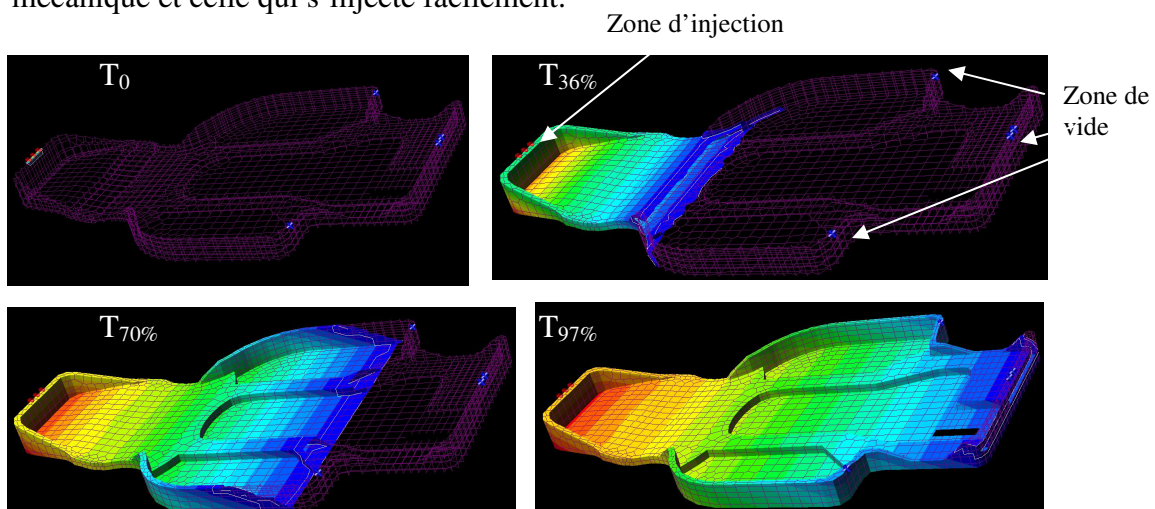 mécanique et celle qui s'injecte facilement.
Zone d'injection
T0
T36%
Zone de
vide
T70%
T97%